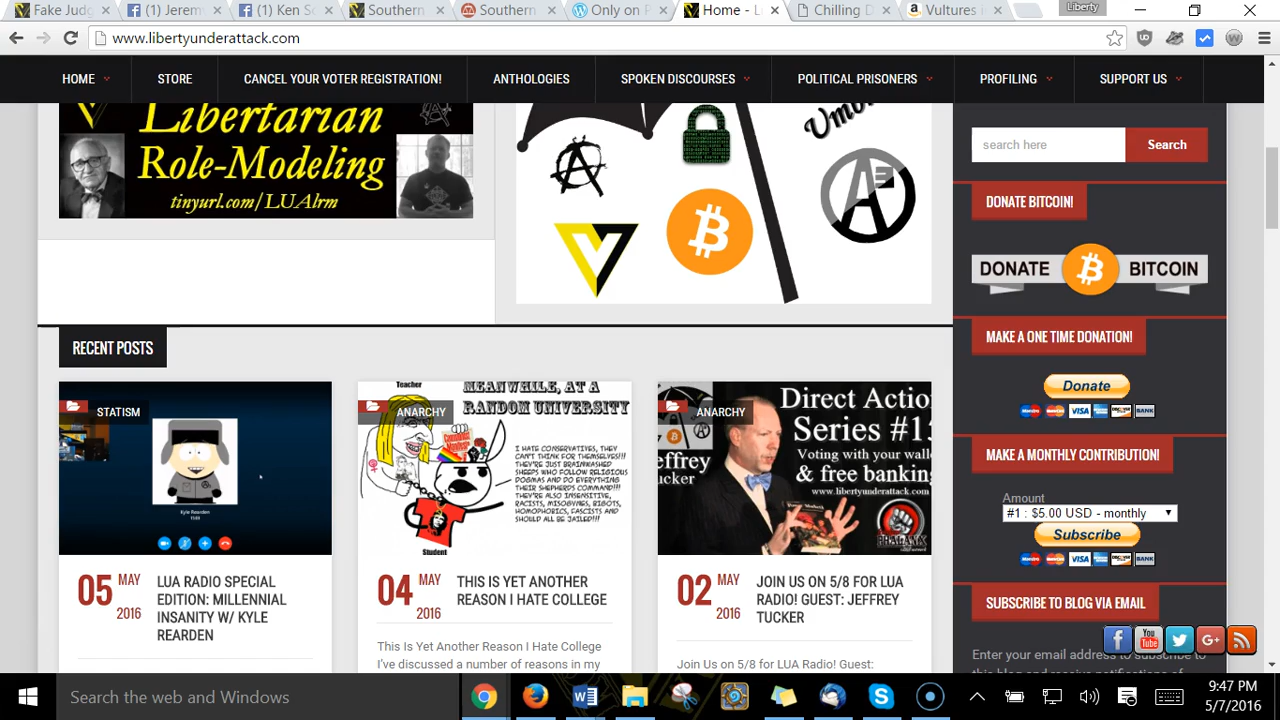 Fake Judg
(1) Jerem
(1) Ken So
Southern
Southern
Only on P
Home - L
Chilling D
Vultures
Liberty
www.libertyunderattack.com
HOME
STORE
CANCEL YOUR VOTER REGISTRATION!
ANTHOLOGIES
SPOKEN DISCOURSES
POLITICAL PRISONERS
PROFILING
SUPPORT US
Libertarian
Role-Modeling
tinyurl.com/LUAlrm
search here
Search
DONATE BITCOIN!
DONATE BITCOIN
MAKE A ONE TIME DONATION!
Donate
MAKE A MONTHLY CONTRIBUTION!
Amount
#1 : $5.00 USD - monthly
Subscribe
SUBSCRIBE TO BLOG VIA EMAIL
Enter your email address to subscribe to
RECENT POSTS
STATISM
Kyle Rearden
05 MAY
2016
LUA RADIO SPECIAL
EDITION: MILLENNIAL
INSANITY W/ KYLE
REARDEN
ANARCHY
Teacher
MEANWHILE, AT A
RANDOM UNIVERSITY
I HATE CONSERVATIVES, THEY
CAN'T THINK FOR THEMSELVES!!!
THEY'RE JUST BRAINWASHED
SHEEPS WHO FOLLOW RELIGIOUS
DOGMAS AND DO EVERYTHING
THEIR SHEPHERDS COMMAND!!!
THEY'RE ALSO INSENSITIVE,
RACISTS, MISOGYNES, BIGOTS,
HOMOPHOBICS, FASCISTS AND
SHOULD ALL BE JAILED!!!
Student
04 MAY
2016
THIS IS YET ANOTHER
REASON I HATE COLLEGE
This Is Yet Another Reason I Hate College
I've discussed a number of reasons in my
ANARCHY
Direct Action
Series #13
Voting with your wall
& free banking
www.libertyunderattack.com
Jeffrey
Tucker
02 MAY
2016
JOIN US ON 5/8 FOR LUA
RADIO! GUEST: JEFFREY
TUCKER
Join Us on 5/8 for LUA Radio! Guest:
Search the web and Windows
9:47 PM
5/7/2016